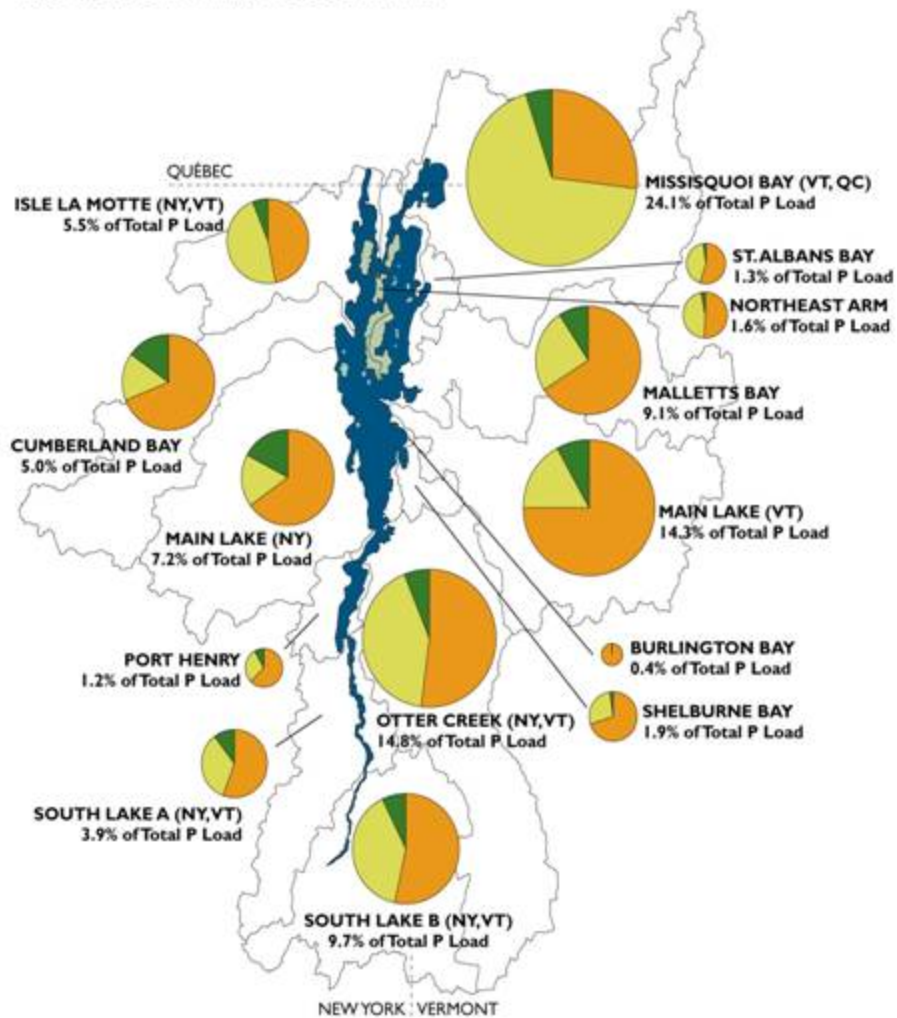 QUÉBEC
MISSISQUOI BAY (VT, QC)
24.1% of Total P Load
ISLE LA MOTTE (NY,VT)
5.5% of Total P Load
ST. ALBANS BAY
1.3% of Total P Load
NORTHEAST ARM
1.6% of Total P Load
MALLETTS BAY
9.1% of Total P Load
CUMBERLAND BAY
5.0% of Total P Load
MAIN LAKE (VT)
14.3% of Total P Load
MAIN LAKE (NY)
7.2% of Total P Load
BURLINGTON BAY
0.4% of Total P Load
PORT HENRY
1.2% of Total P Load
SHELBURNE BAY
1.9% of Total P Load
OTTER CREEK (NY,VT)
14.8% of Total P Load
SOUTH LAKE A (NY,VT)
3.9% of Total P Load
SOUTH LAKE B (NY,VT)
9.7% of Total P Load
NEW YORK VERMONT